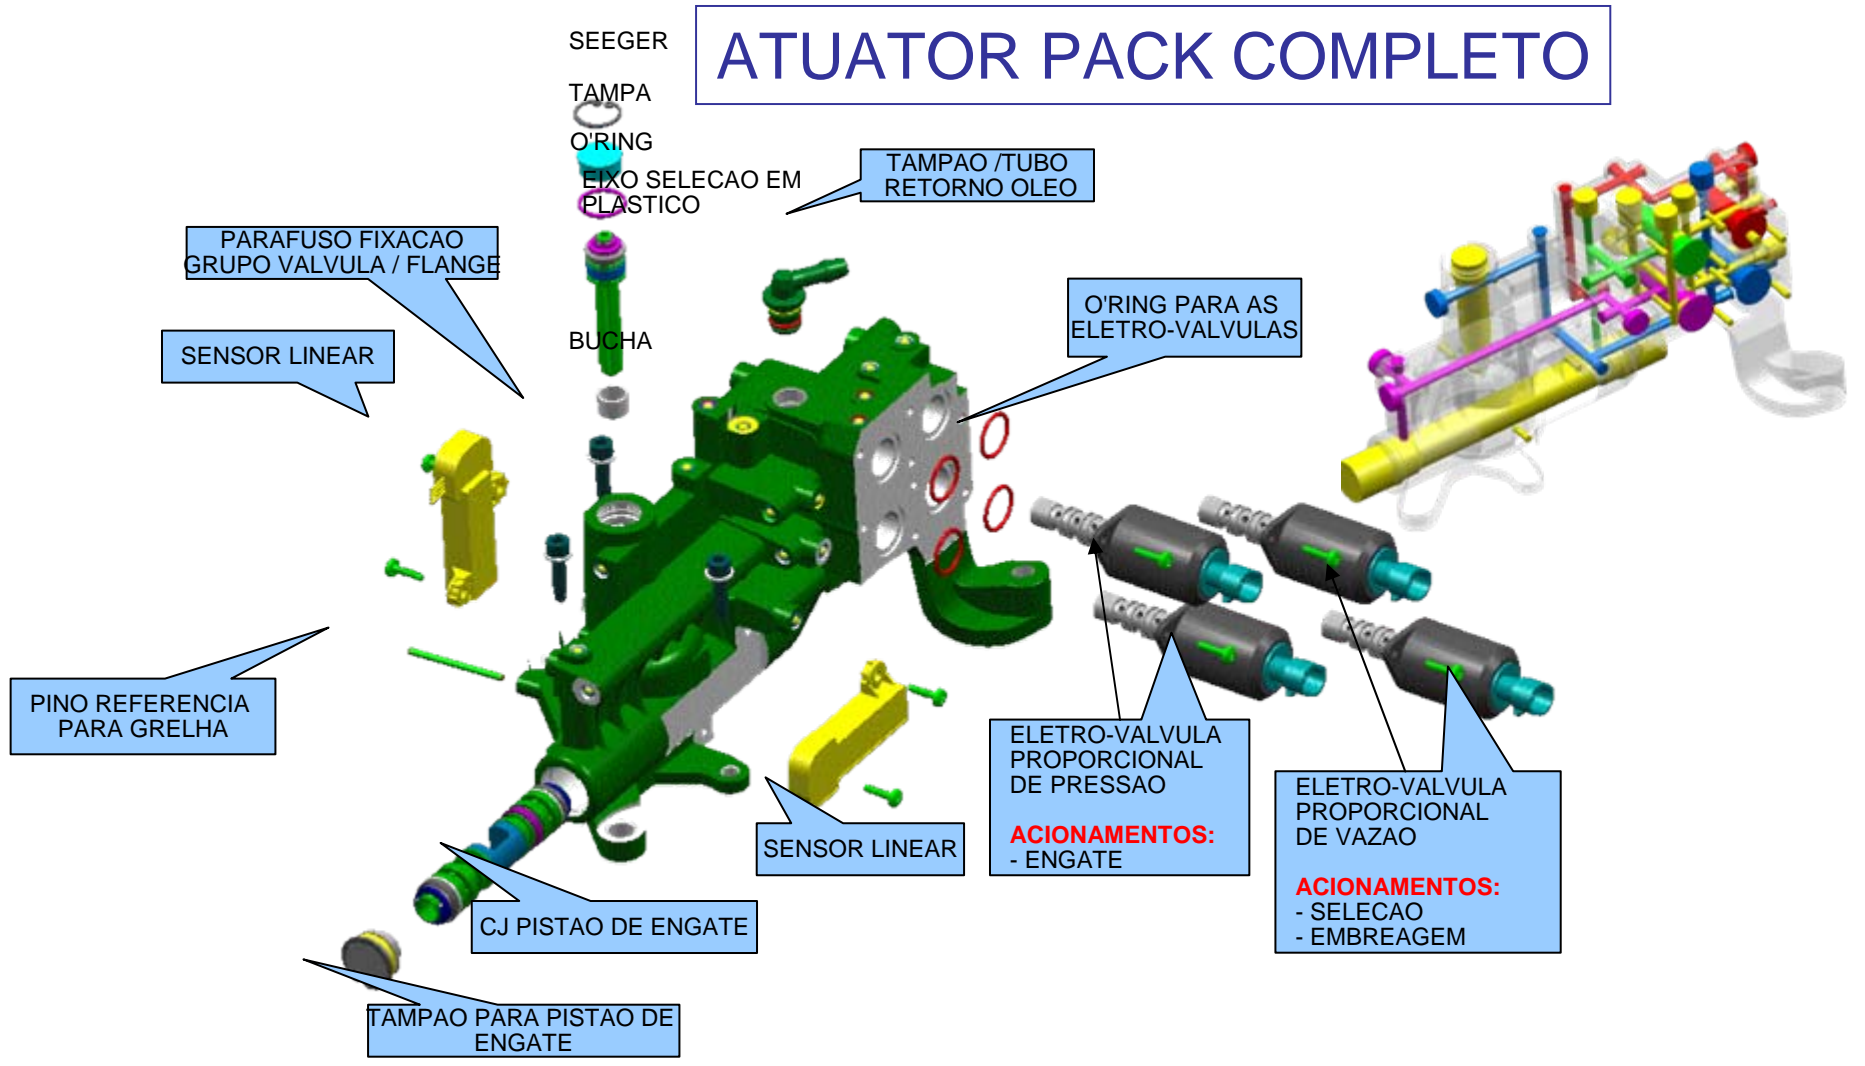 ATUATOR PACK COMPLETO
SEEGER
TAMPA
O'RING
EIXO SELECAO EM
PLASTICO
BUCHA
TAMPAO /TUBO
RETORNO OLEO
PARAFUSO FIXACAO
GRUPO VALVULA / FLANGE
SENSOR LINEAR
O'RING PARA AS
ELETRO-VALVULAS
PINO REFERENCIA
PARA GRELHA
SENSOR LINEAR
ELETRO-VALVULA
PROPORCIONAL
DE PRESSAO
ACIONAMENTOS:
- ENGATE
ELETRO-VALVULA
PROPORCIONAL
DE VAZAO
ACIONAMENTOS:
- SELECAO
- EMBREAGEM
CJ PISTAO DE ENGATE
TAMPAO PARA PISTAO DE
ENGATE